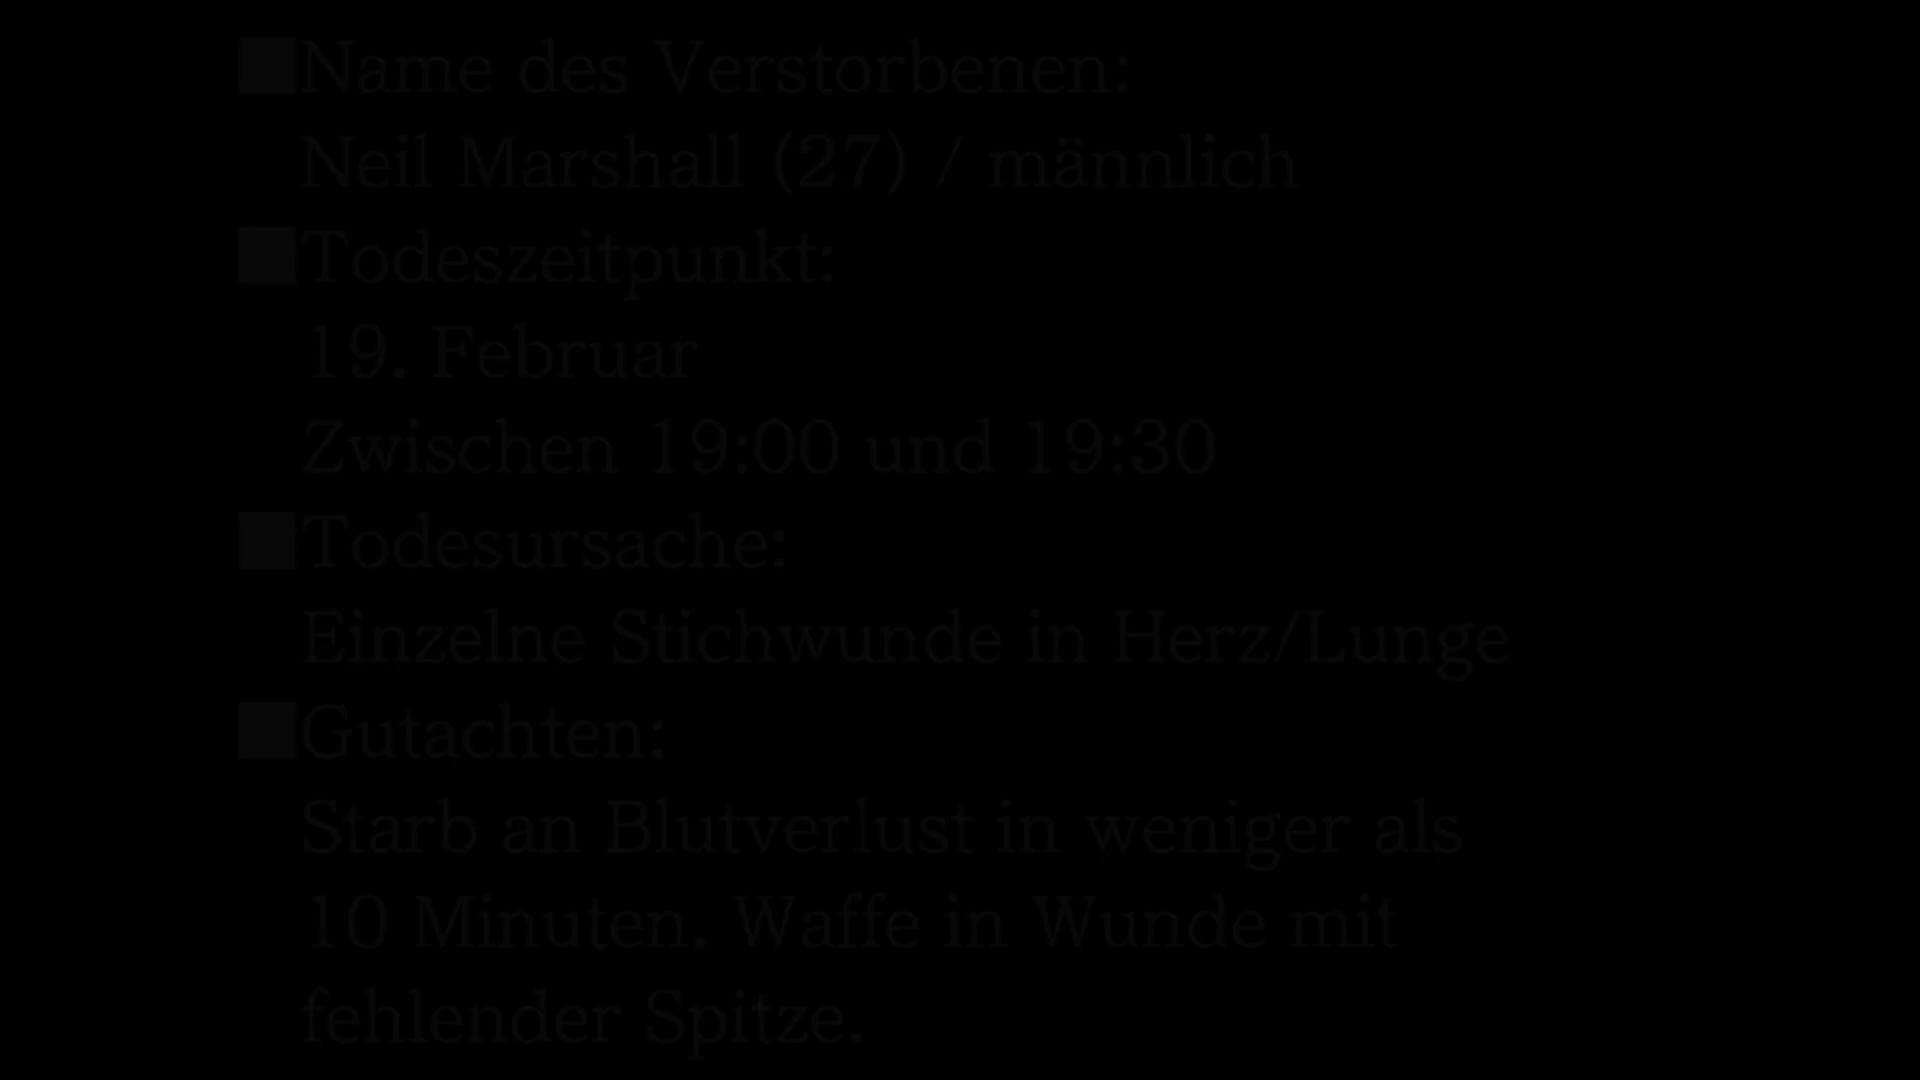 ■Name des Verstorbenen:
Neil Marshall (27) / männlich
■Todeszeitpunkt:
19. Februar
Zwischen 19:00 und 19:30
■Todesursache:
Einzelne Stichwunde in Herz/Lunge
■Gutachten:
Starb an Blutverlust in weniger als
10 Minuten. Waffe in Wunde mit
fehlender Spitze.